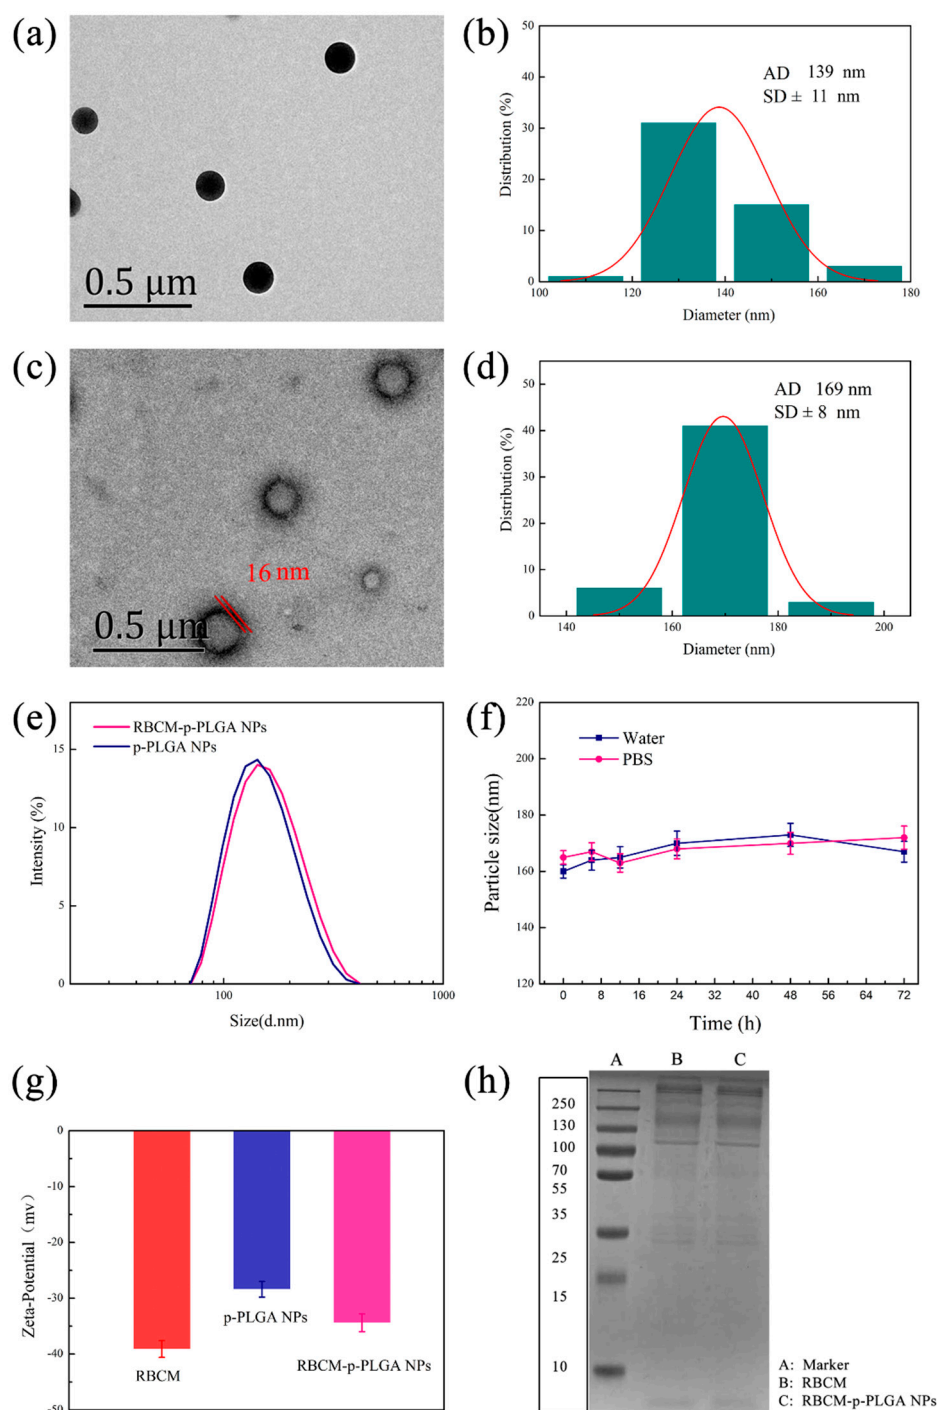 (a)
0.5 μm
(b)
50
40
30
20
10
0
Distribution (%)
AD 139 nm
SD ± 11 nm
100 120 140 160 180
Diameter (nm)
(c)
16 nm
0.5 μm
(d)
50
40
30
20
10
0
Distribution (%)
AD 169 nm
SD ± 8 nm
140 160 180 200
Diameter (nm)
(e)
RBCM-p-PLGA NPs
p-PLGA NPs
15
10
5
0
Intensity (%)
100 1000
Size(d.nm)
(f)
220
200
180
160
140
120
Particle size(nm)
Water
PBS
0 8 16 24 32 40 48 56 64 72
Time (h)
(g)
0
-10
-20
-30
-40
-50
Zeta-Potential (mv)
RBCM
p-PLGA NPs
RBCM-p-PLGA NPs
(h)
A B C
250
130
100
70
55
35
25
15
10
A: Marker
B: RBCM
C: RBCM-p-PLGA NPs